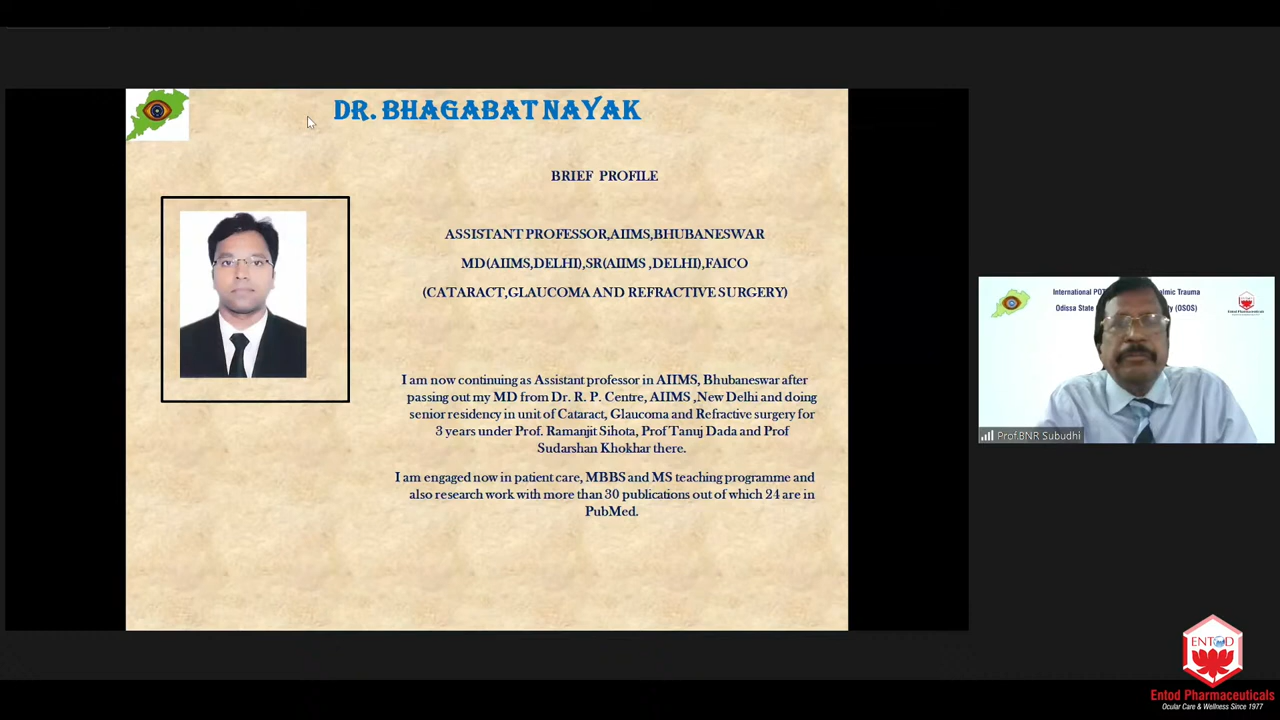 DR. BHAGABAT NAYAK
BRIEF PROFILE
ASSISTANT PROFESSOR,AIIMS,BHUBANESWAR
MD(AIIMS,DELHI),SR(AIIMS ,DELHI),FAICO
(CATARACT,GLAUCOMA AND REFRACTIVE SURGERY)
I am now continuing as Assistant professor in AIIMS, Bhubaneswar after
passing out my MD from Dr. R. P. Centre, AIIMS ,New Delhi and doing
senior residency in unit of Cataract, Glaucoma and Refractive surgery for
3 years under Prof. Ramanjit Sihota, Prof Tanuj Dada and Prof
Sudarshan Khokhar there.
I am engaged now in patient care, MBBS and MS teaching programme and
also research work with more than 30 publications out of which 24 are in
PubMed.
International Trauma
Odissa State (OSOS)
Prof.BNR Subudhi
ENTOD
Entod Pharmaceuticals
Ocular Care & Wellness Since 1977